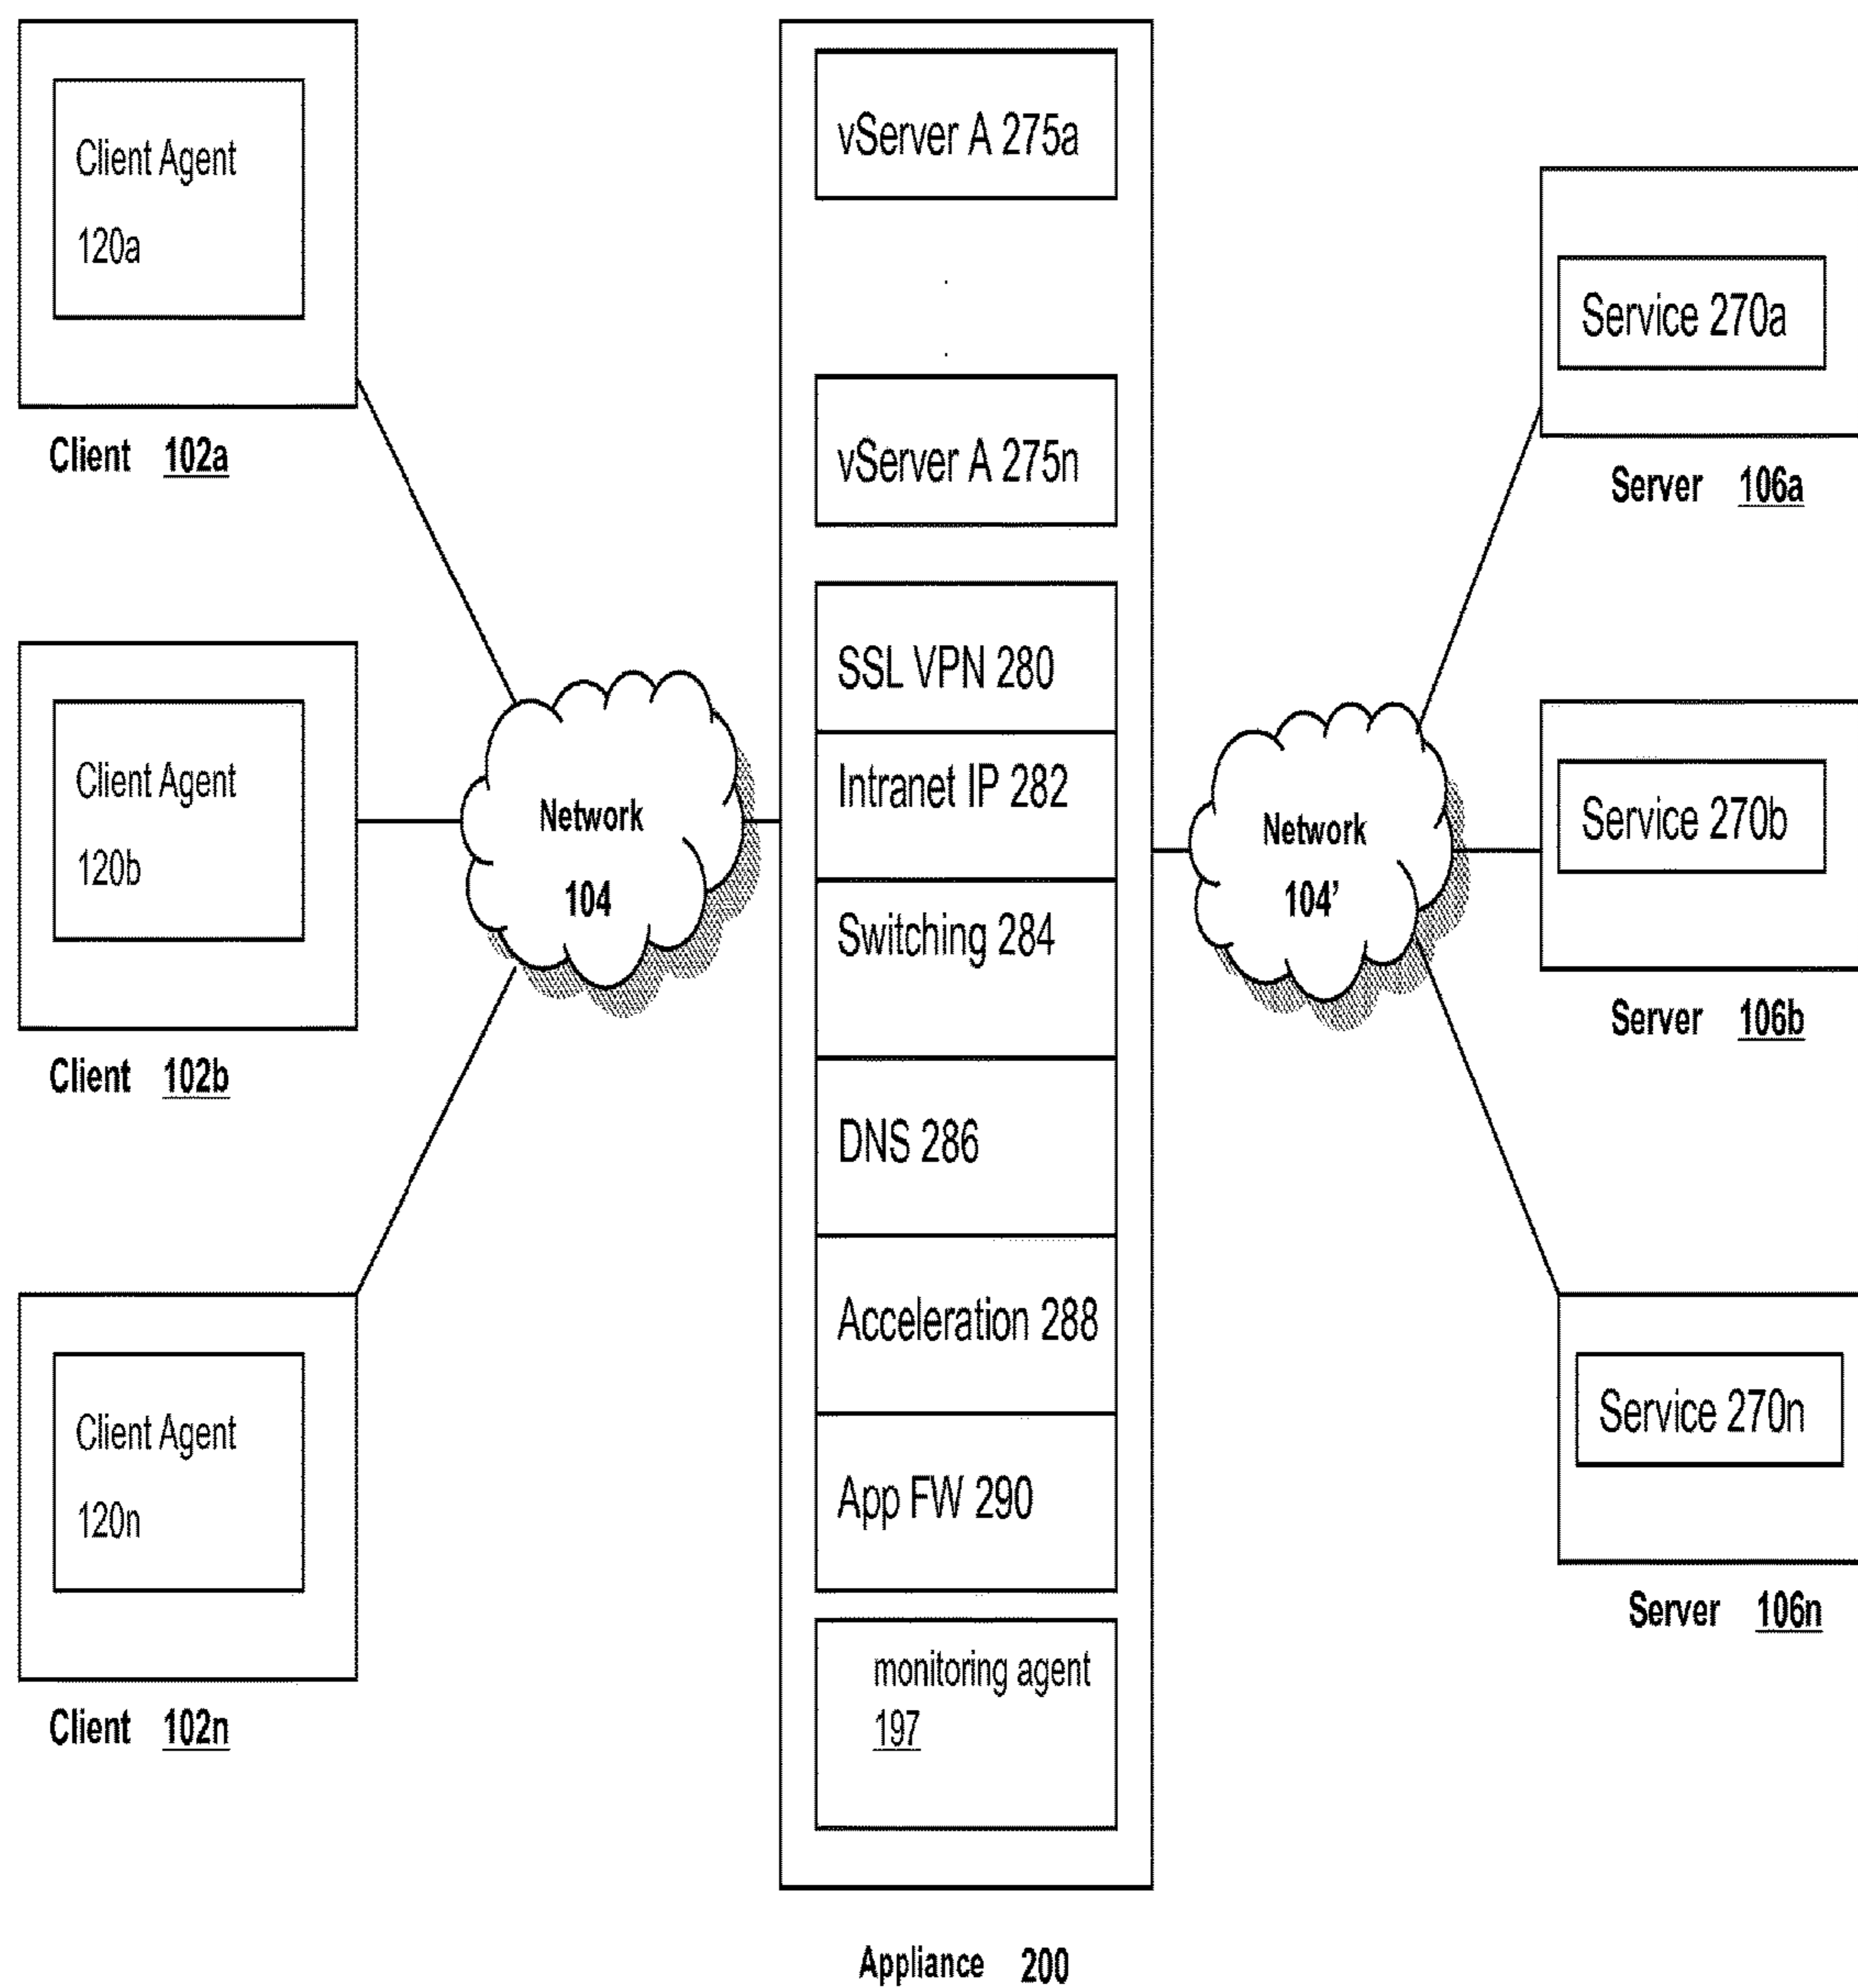 Client Agent
120a
Client 102a
Client Agent
120b
Client 102b
Client Agent
120n
Client 102n
Network
104
vServer A 275a
vServer A 275n
SSL VPN 280
Intranet IP 282
Switching 284
DNS 286
Acceleration 288
App FW 290
monitoring agent
197
Appliance 200
Network
104’
Service 270a
Server 106a
Service 270b
Server 106b
Service 270n
Server 106n